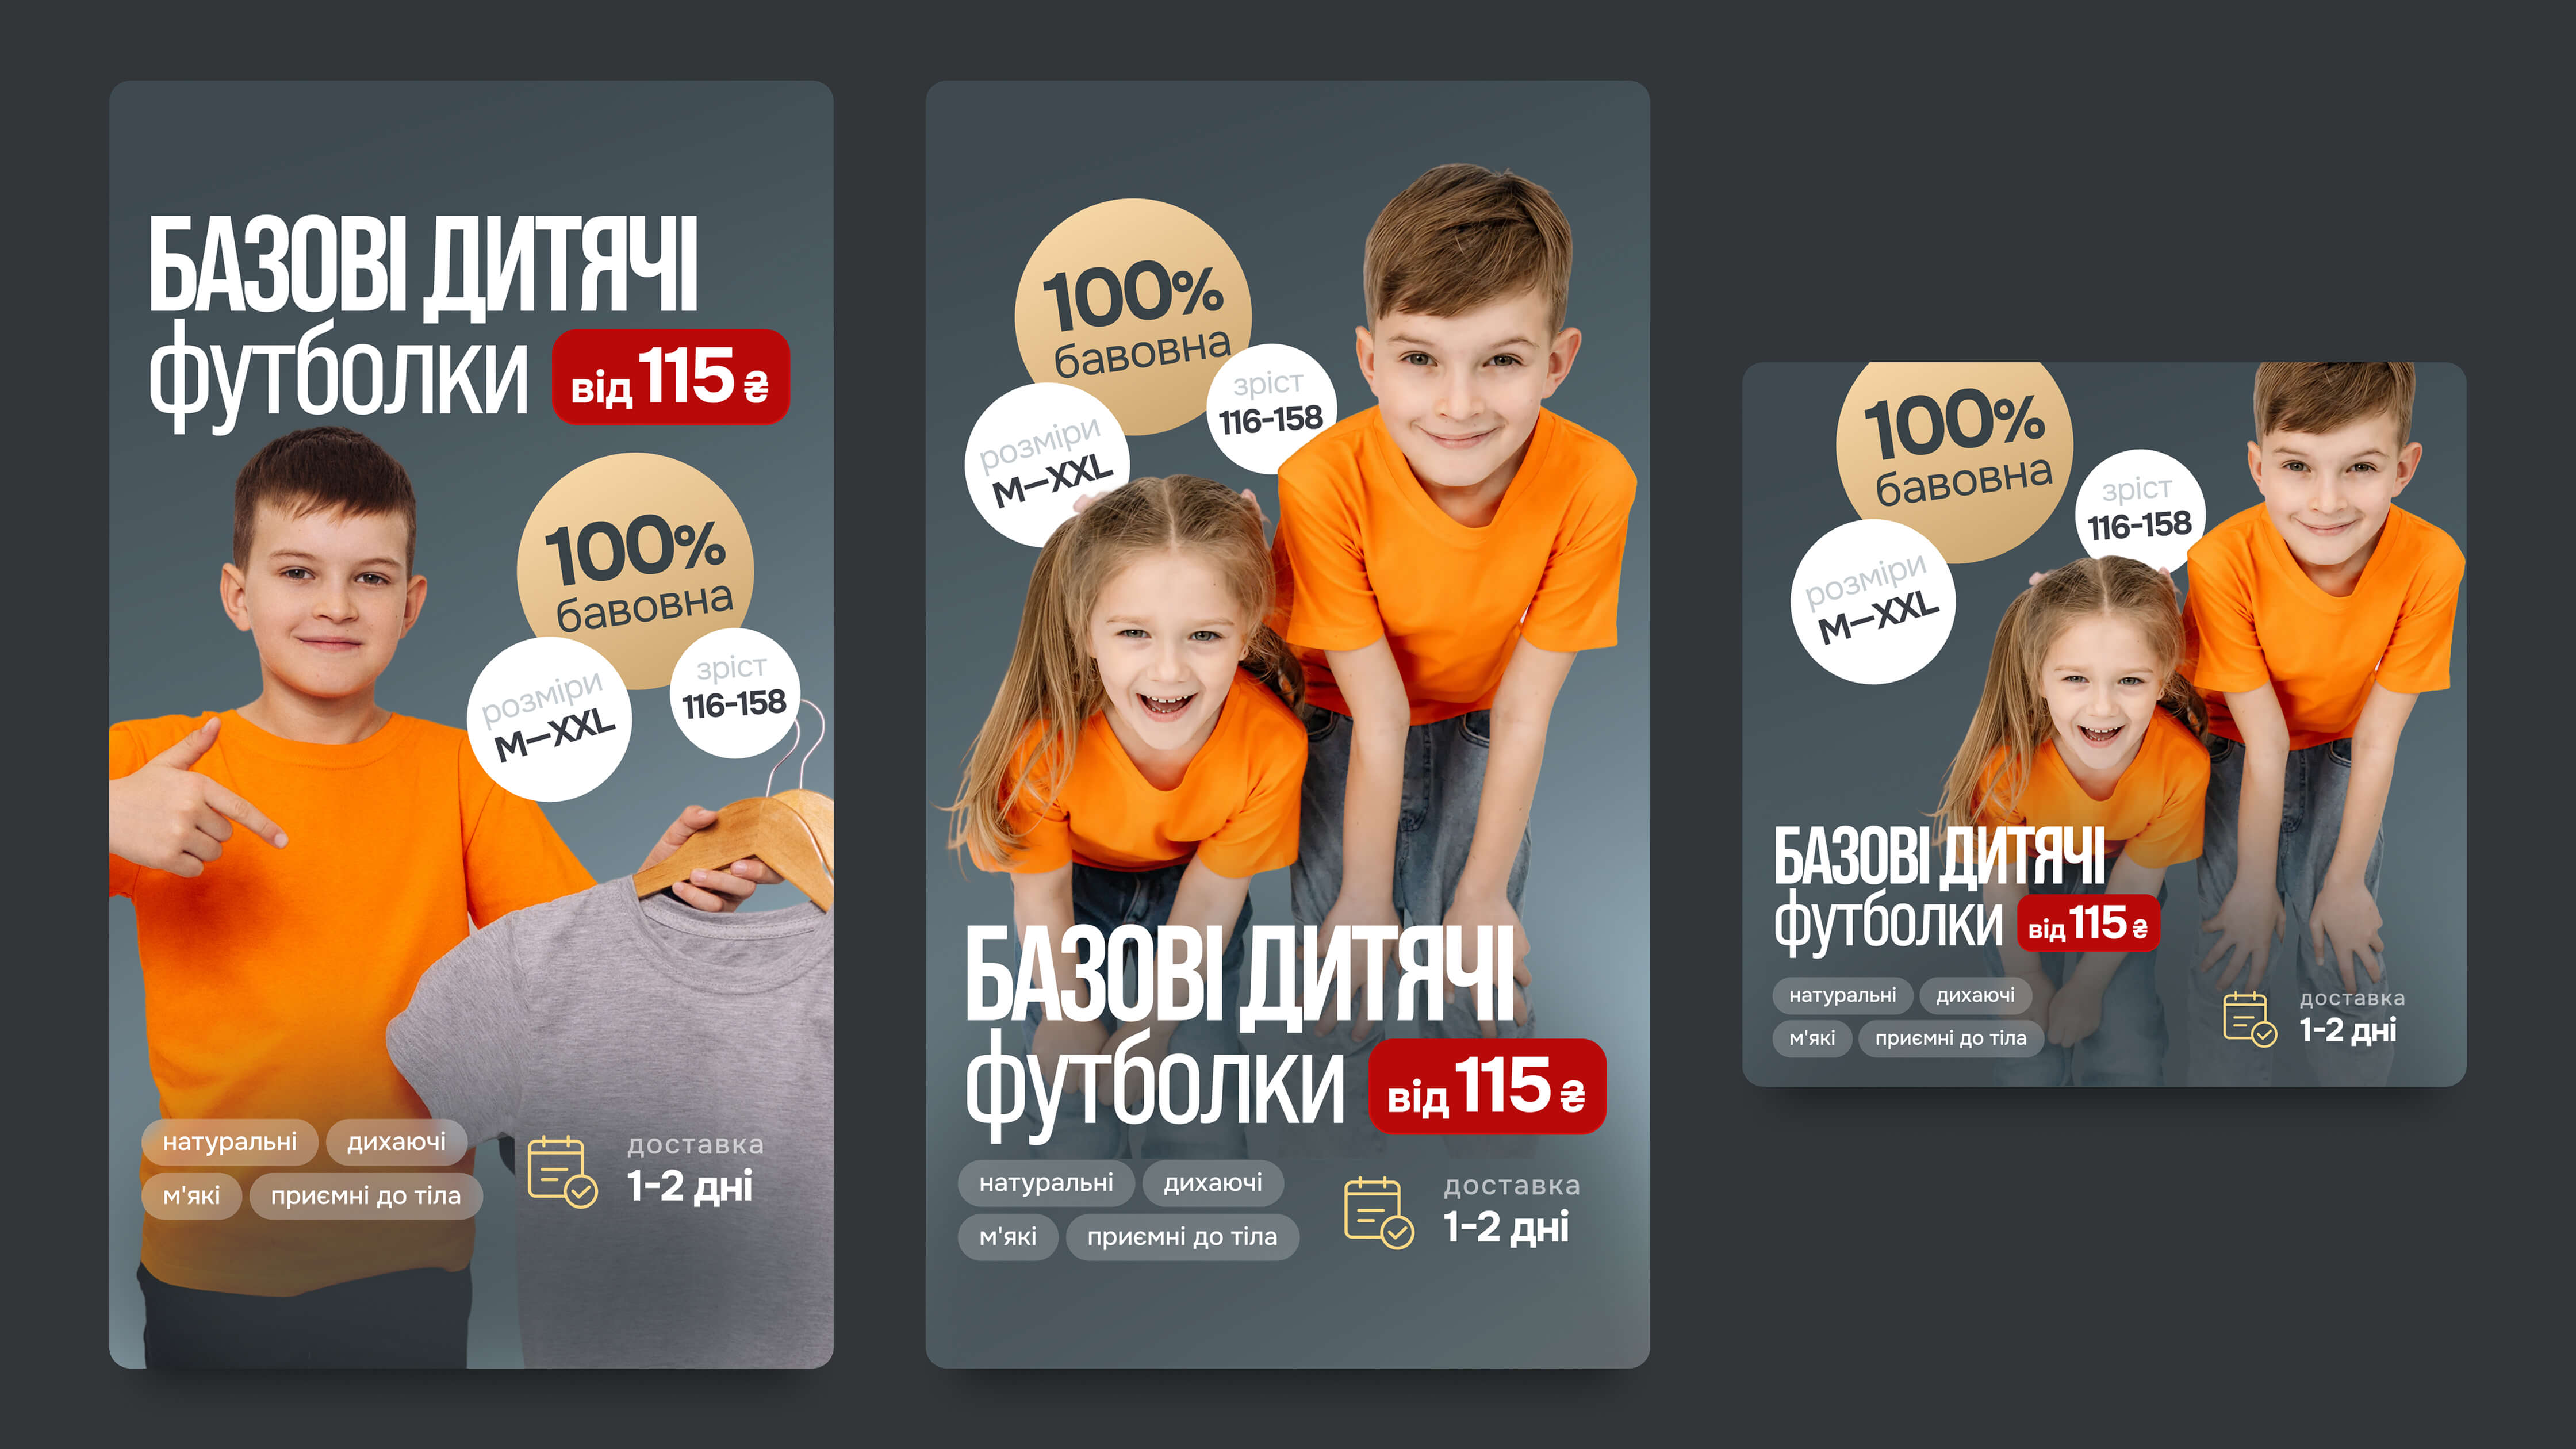 БАЗОВІ ДИТЯЧІ
футболки від 115 ₴
100%
бавовна
розміри
M—XXL
зріст
116-158
натуральні дихаючі
м'які приємні до тіла
доставка
1-2 дні
100%
бавовна
зріст
116-158
розміри
M—XXL
БАЗОВІ ДИТЯЧІ
футболки від 115 ₴
натуральні дихаючі
м'які приємні до тіла
доставка
1-2 дні
100%
бавовна
зріст
116-158
розміри
M—XXL
БАЗОВІ ДИТЯЧІ
футболки від 115 ₴
натуральні дихаючі
м'які приємні до тіла
доставка
1-2 дні